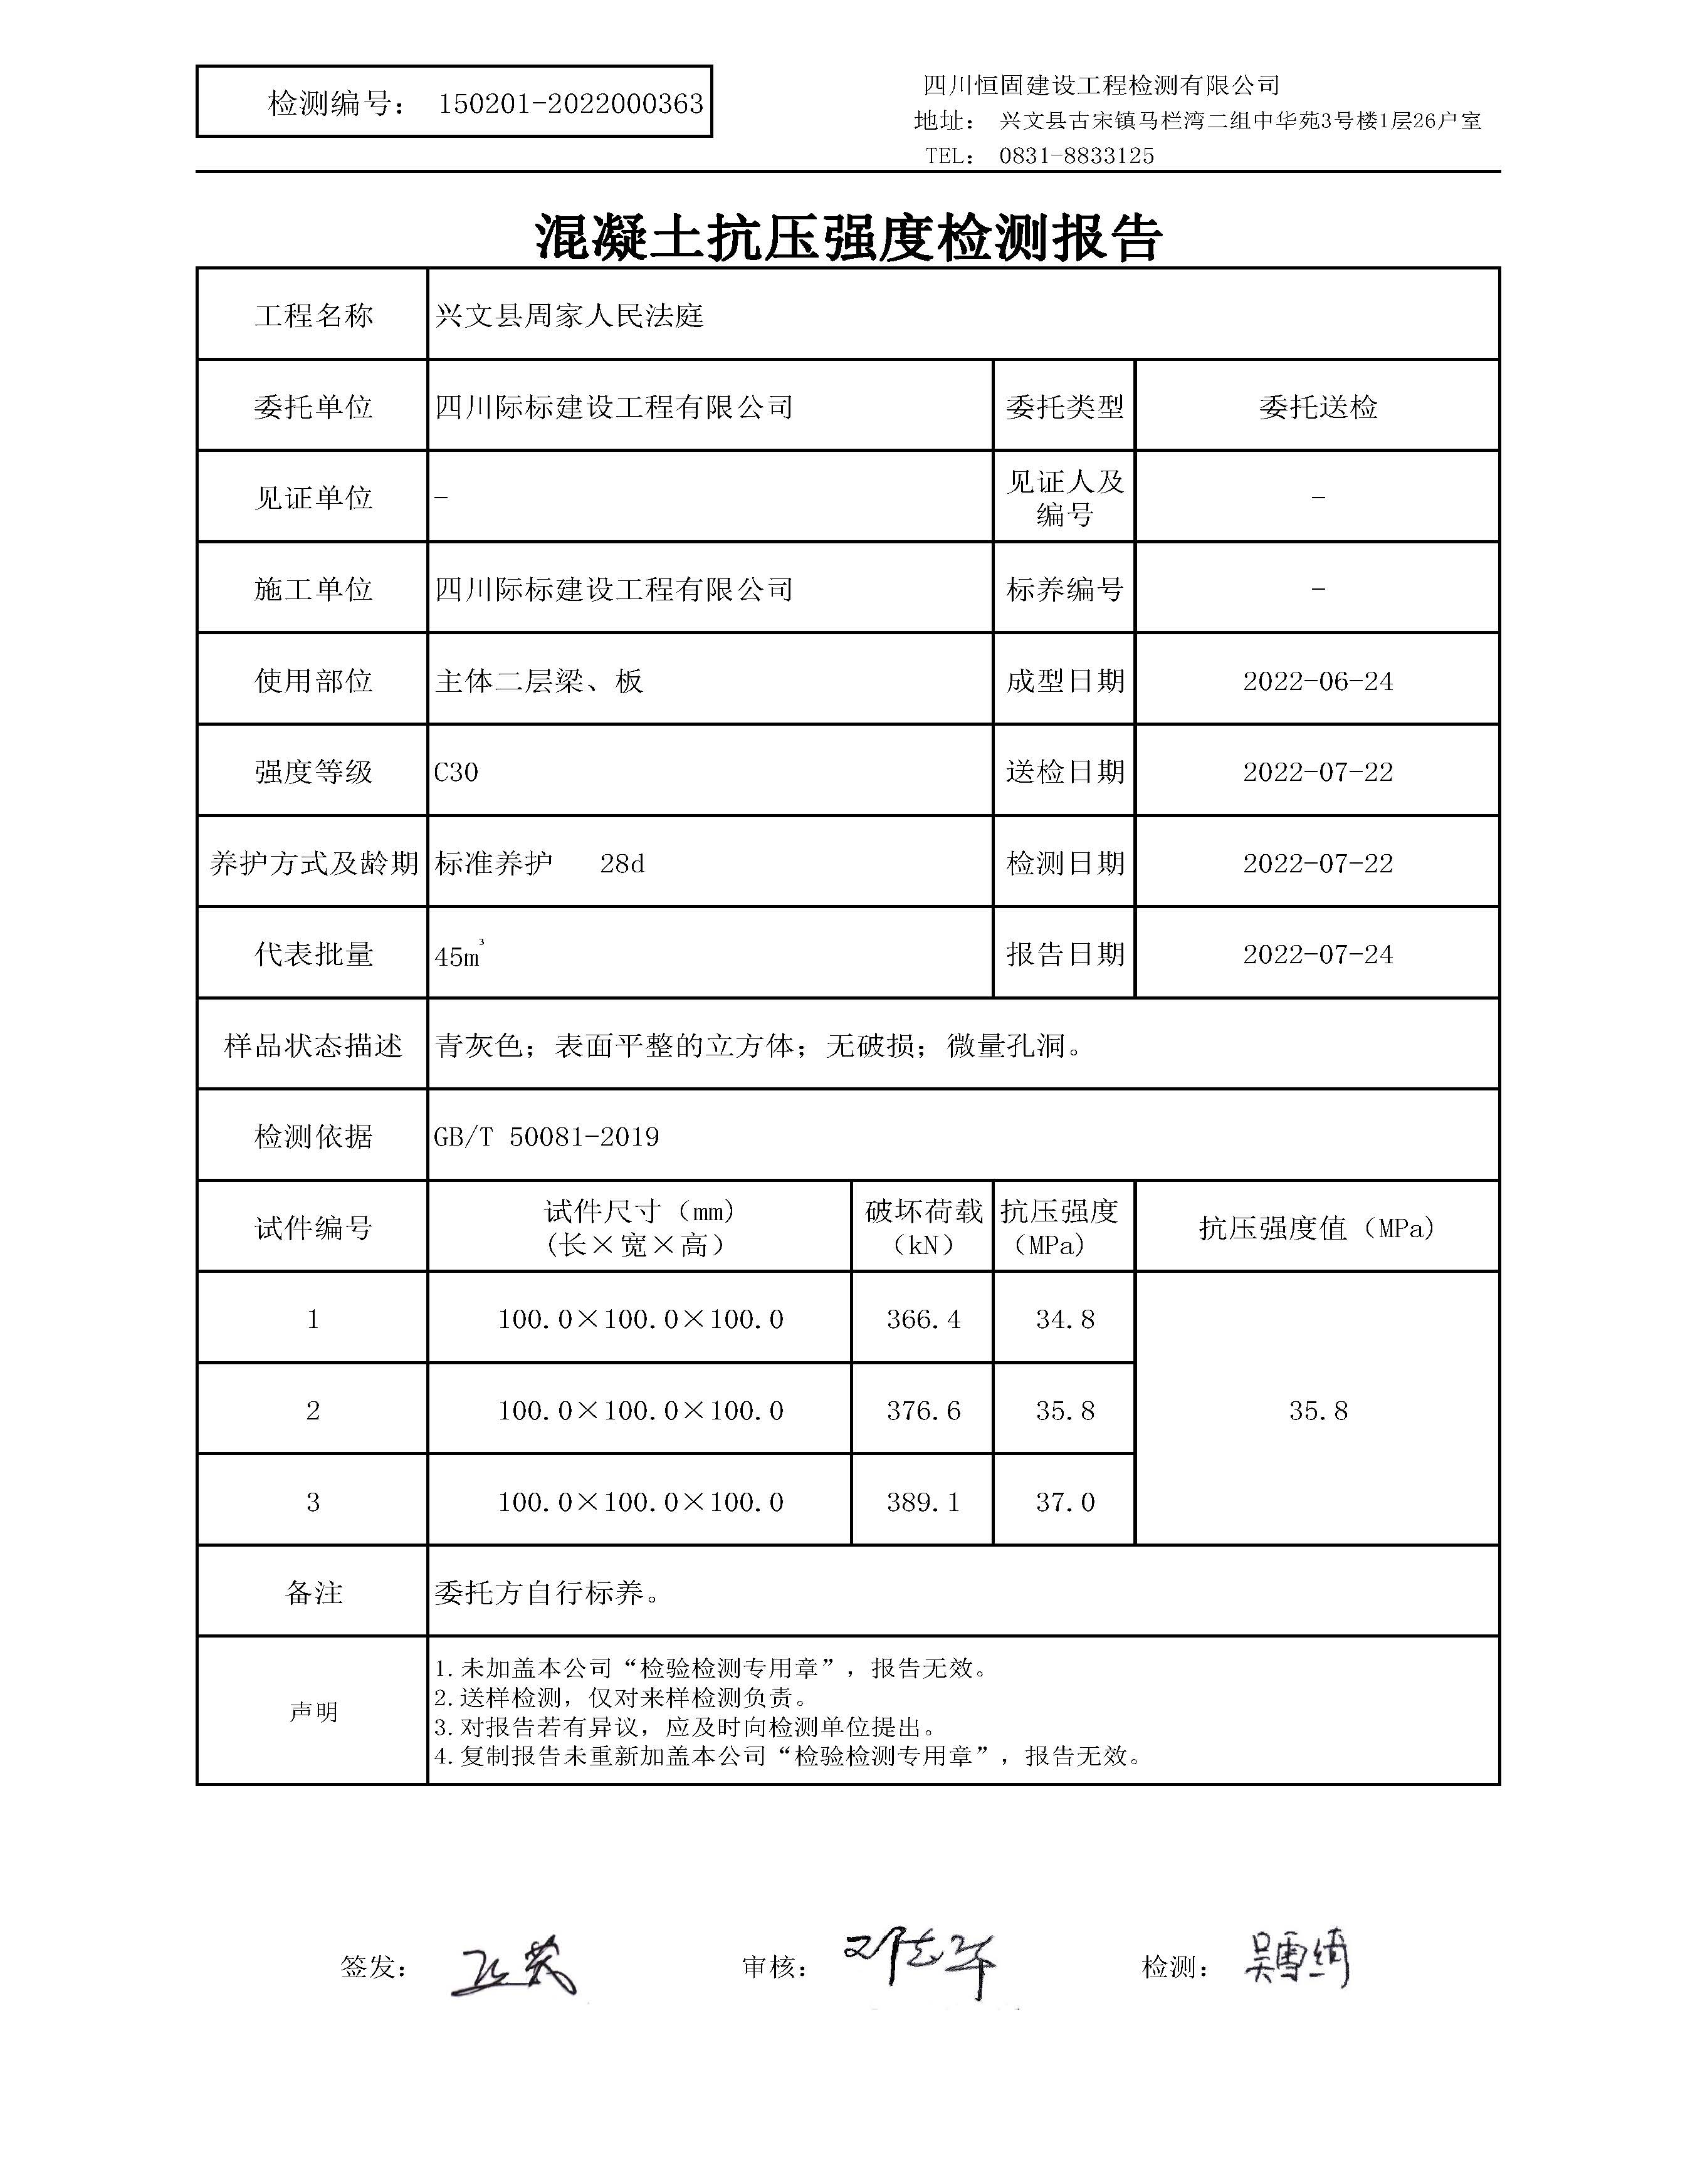 检测编号: 150201-2022000363
四川恒固建设工程检测有限公司
地址: 兴文县古宋镇马栏湾二组中华苑3号楼1层26户室
TEL: 0831-8833125
混凝土抗压强度检测报告
工程名称 兴文县周家人民法庭
委托单位 四川际标建设工程有限公司 委托类型 委托送检
见证单位 - 见证人及编号 -
施工单位 四川际标建设工程有限公司 标养编号 -
使用部位 主体二层梁、板 成型日期 2022-06-24
强度等级 C30 送检日期 2022-07-22
养护方式及龄期 标准养护 28d 检测日期 2022-07-22
代表批量 45m³ 报告日期 2022-07-24
样品状态描述 青灰色；表面平整的立方体；无破损；微量孔洞。
检测依据 GB/T 50081-2019
试件编号 试件尺寸（mm)(长×宽×高） 破坏荷载（kN） 抗压强度（MPa) 抗压强度值（MPa)
1 100.0×100.0×100.0 366.4 34.8
2 100.0×100.0×100.0 376.6 35.8 35.8
3 100.0×100.0×100.0 389.1 37.0
备注 委托方自行标养。
声明
1.未加盖本公司“检验检测专用章”，报告无效。
2.送样检测，仅对来样检测负责。
3.对报告若有异议，应及时向检测单位提出。
4.复制报告未重新加盖本公司“检验检测专用章”，报告无效。
签发: 审核: 邓志军 检测: 吴雪绮